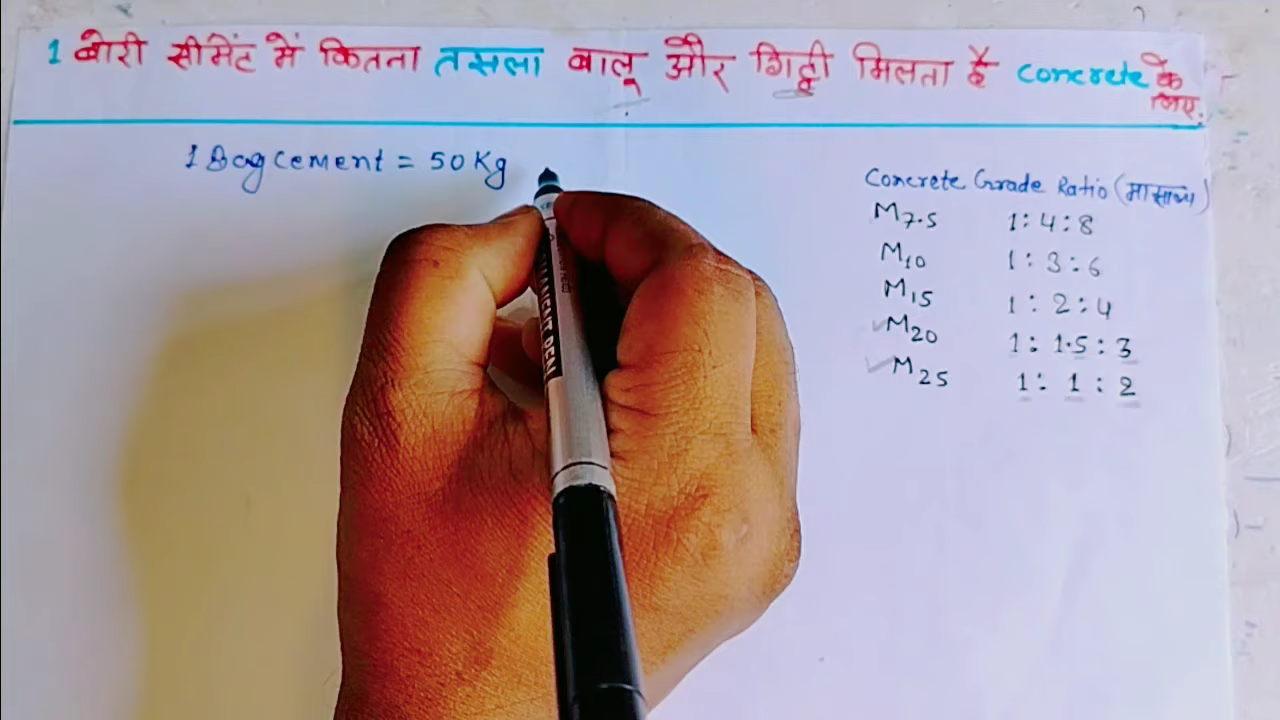 1 बोरी सीमेंट में कितना तसला बालू और गिट्टी मिलता है concrete के लिए.
1 Bag Cement = 50 Kg
Concrete Grade Ratio (मसाला)
M7.5 1:4:8
M10 1:3:6
M15 1:2:4
M20 1:1.5:3
M25 1:1:2